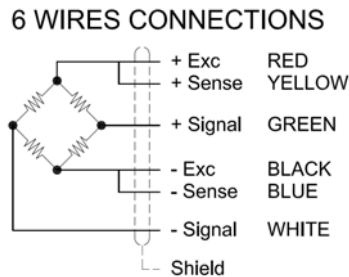 6 WIRES CONNECTIONS
+ Exc RED
+ Sense YELLOW
+ Signal GREEN
- Exc BLACK
- Sense BLUE
- Signal WHITE
Shield